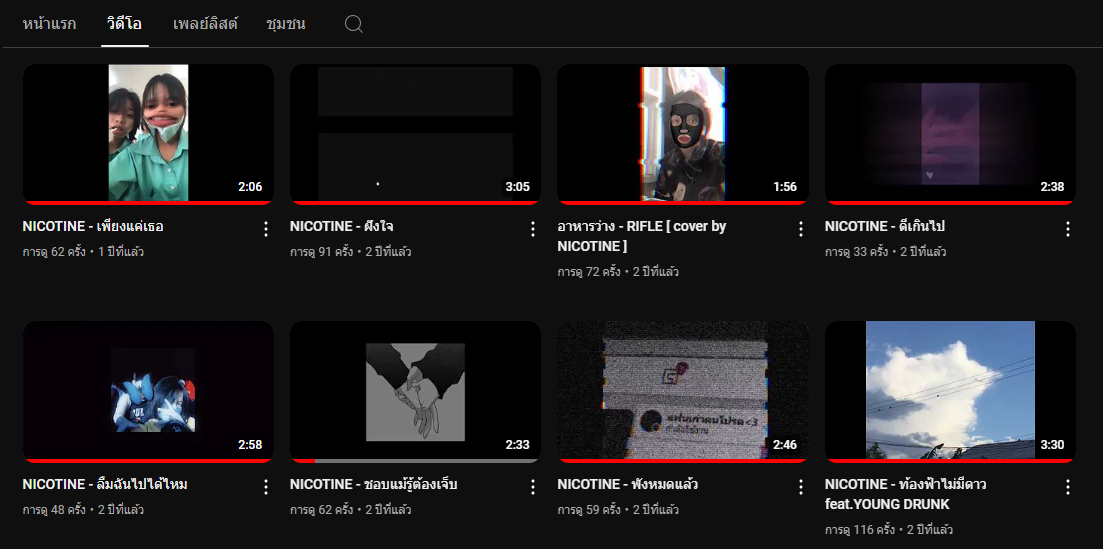 หน้าแรก วิดีโอ เพลย์ลิสต์ ชุมชน
2:06 3:05 1:56 2:38
NICOTINE - เพียงแค่เธอ
การดู 62 ครั้ง • 1 ปีที่แล้ว
NICOTINE - ฝังใจ
การดู 91 ครั้ง • 2 ปีที่แล้ว
อาหารว่าง - RIFLE [ cover by
NICOTINE ]
การดู 72 ครั้ง • 2 ปีที่แล้ว
NICOTINE - ดีเกินไป
การดู 33 ครั้ง • 2 ปีที่แล้ว
แฟนเก่าคนโปรด<3
2:58 2:33 2:46 3:30
NICOTINE - ลืมฉันไปได้ไหม
การดู 48 ครั้ง • 2 ปีที่แล้ว
NICOTINE - ชอบแม้รู้ต้องเจ็บ
การดู 62 ครั้ง • 2 ปีที่แล้ว
NICOTINE - พังหมดแล้ว
การดู 59 ครั้ง • 2 ปีที่แล้ว
NICOTINE - ท้องฟ้าไม่มีดาว
feat.YOUNG DRUNK
การดู 116 ครั้ง • 2 ปีที่แล้ว